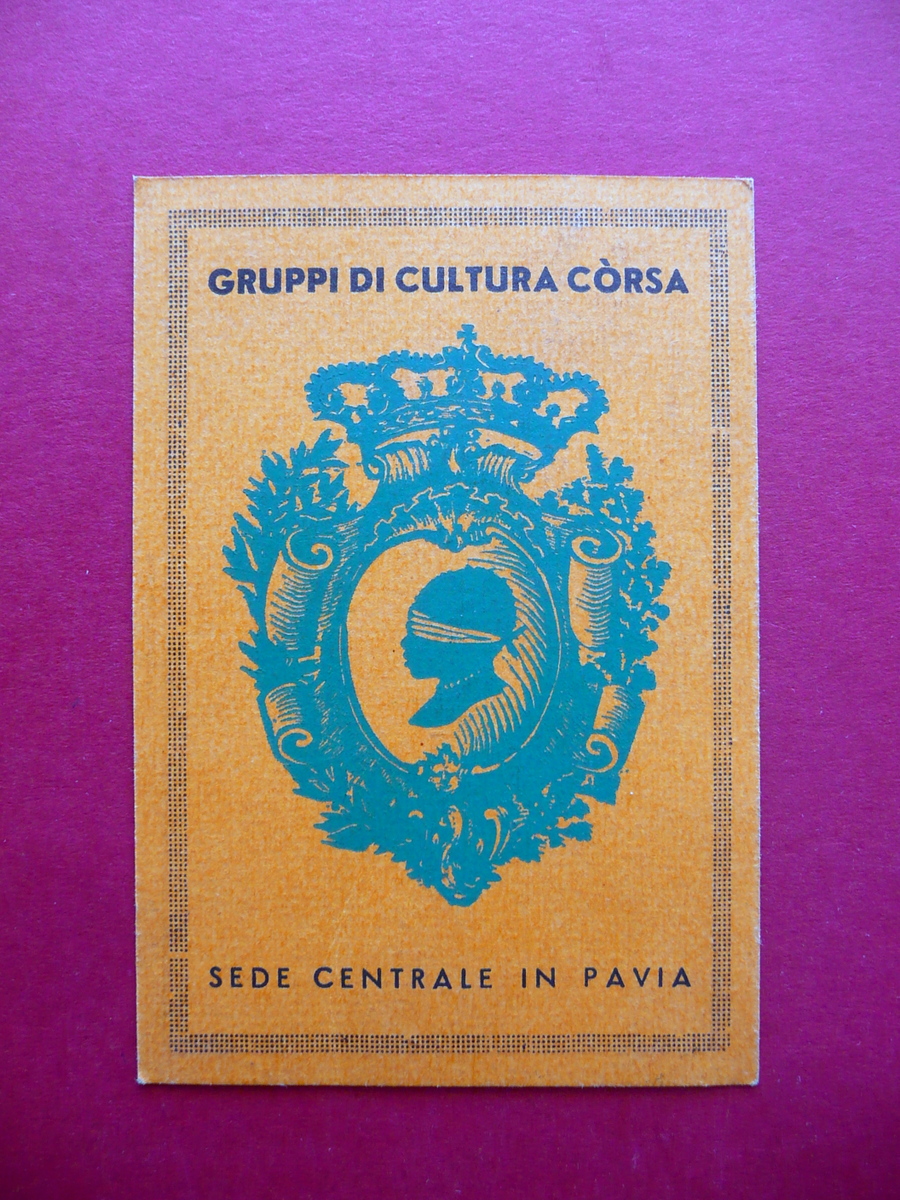 GRUPPI DI CULTURA CÒRSA
SEDE CENTRALE IN PAVIA